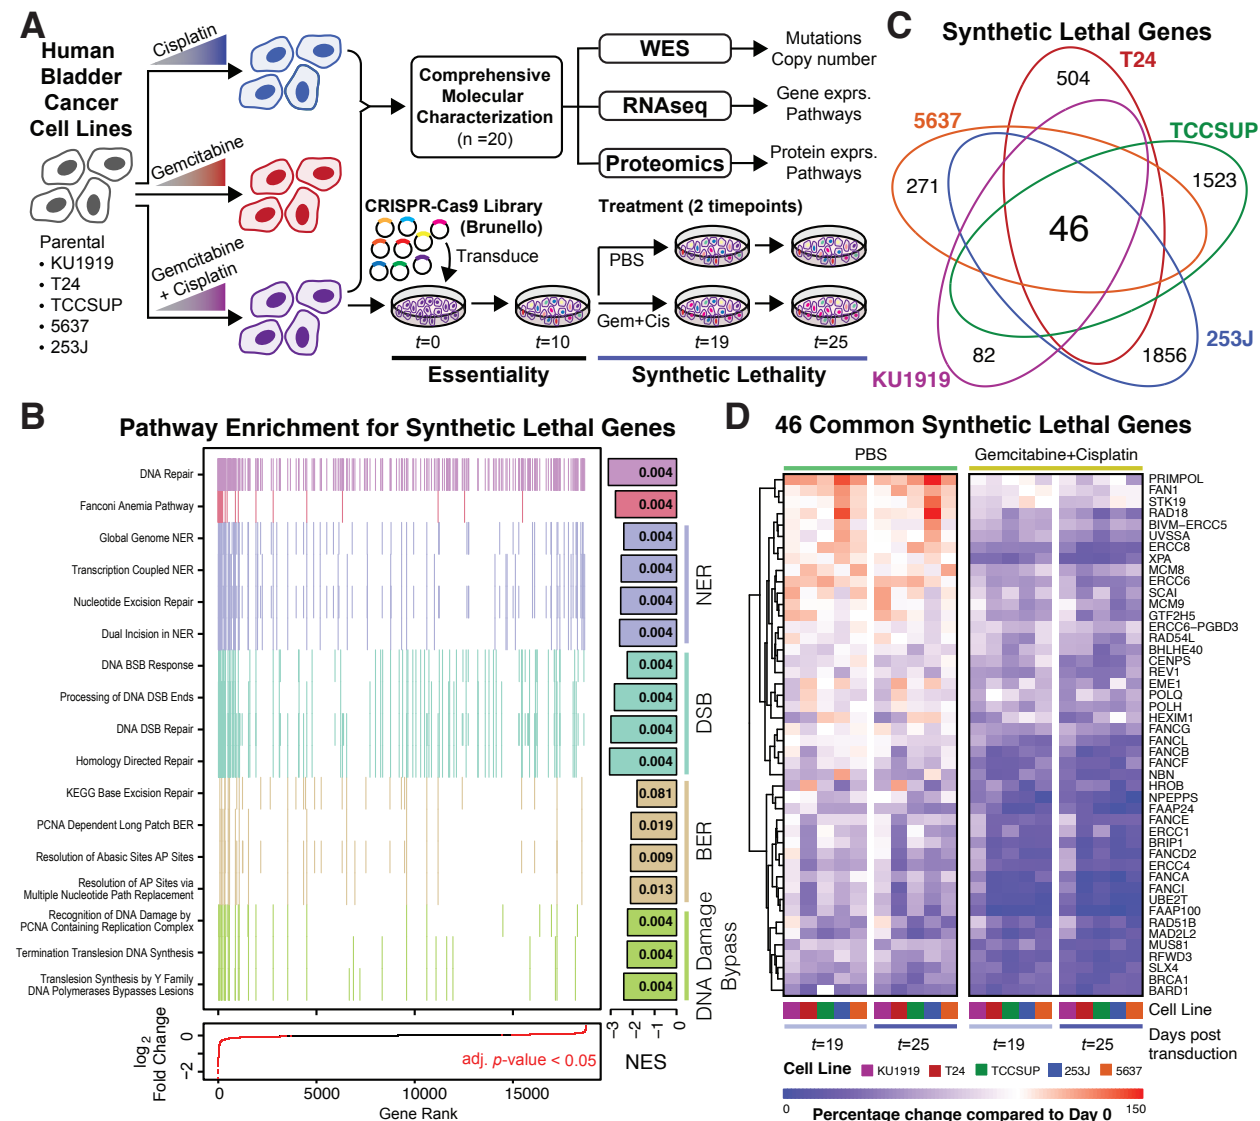 A
Human
Bladder
Cancer
Cell Lines
Parental
• KU1919
• T24
• TCCSUP
• 5637
• 253J
Cisplatin
Gemcitabine
Gemcitabine
+ Cisplatin
Comprehensive
Molecular
Characterization
(n =20)
WES
RNAseq
Proteomics
Mutations
Copy number
Gene exprs.
Pathways
Protein exprs.
Pathways
CRISPR-Cas9 Library
(Brunello)
Transduce
Treatment (2 timepoints)
PBS
Gem+Cis
t=0
t=10
t=19
t=25
Essentiality
Synthetic Lethality
C
Synthetic Lethal Genes
T24
504
5637
TCCSUP
271
1523
46
82
1856
253J
KU1919
B
Pathway Enrichment for Synthetic Lethal Genes
DNA Repair
0.004
Fanconi Anemia Pathway
0.004
Global Genome NER
0.004
Transcription Coupled NER
0.004
Nucleotide Excision Repair
0.004
Dual Incision in NER
0.004
NER
DNA BSB Response
0.004
Processing of DNA DSB Ends
0.004
DNA DSB Repair
0.004
Homology Directed Repair
0.004
DSB
KEGG Base Excision Repair
0.081
PCNA Dependent Long Patch BER
0.019
Resolution of Abasic Sites AP Sites
0.009
Resolution of AP Sites via
Multiple Nucleotide Path Replacement
0.013
BER
Recognition of DNA Damage by
PCNA Containing Replication Complex
0.004
Termination Translesion DNA Synthesis
0.004
Translesion Synthesis by Y Family
DNA Polymerases Bypasses Lesions
0.004
DNA Damage
Bypass
−3 −2 −1 0
NES
log2
Fold Change
0
−2
adj. p-value < 0.05
0 5000 10000 15000
Gene Rank
D
46 Common Synthetic Lethal Genes
PBS
Gemcitabine+Cisplatin
PRIMPOL
FAN1
STK19
RAD18
BIVM−ERCC5
UVSSA
ERCC8
XPA
MCM8
ERCC6
SCAI
MCM9
GTF2H5
ERCC6−PGBD3
RAD54L
BHLHE40
CENPS
REV1
EME1
POLQ
POLH
HEXIM1
FANCG
FANCL
FANCB
FANCF
NBN
HROB
NPEPPS
FAAP24
FANCE
ERCC1
BRIP1
FANCD2
ERCC4
FANCA
FANCI
UBE2T
FAAP100
RAD51B
MAD2L2
MUS81
RFWD3
SLX4
BRCA1
BARD1
Cell Line
t=19
t=25
t=19
t=25
Days post
transduction
Cell Line KU1919 T24 TCCSUP 253J 5637
0
Percentage change compared to Day 0
150